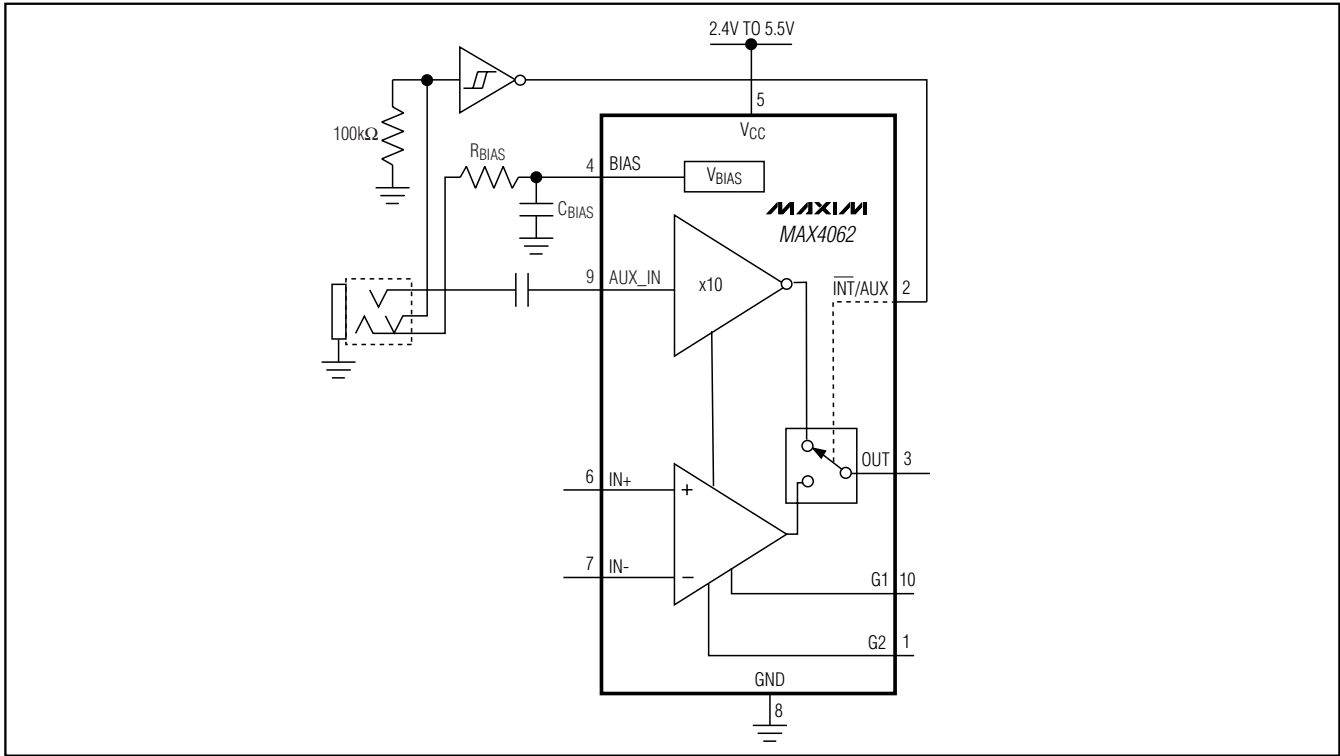 2.4V TO 5.5V
5
VCC
100kΩ
RBIAS
4
BIAS
VBIAS
CBIAS
MAXIM
MAX4062
9
AUX_IN
x10
INT/AUX
2
6
IN+
+
OUT
3
7
IN-
−
G1
10
G2
1
GND
8